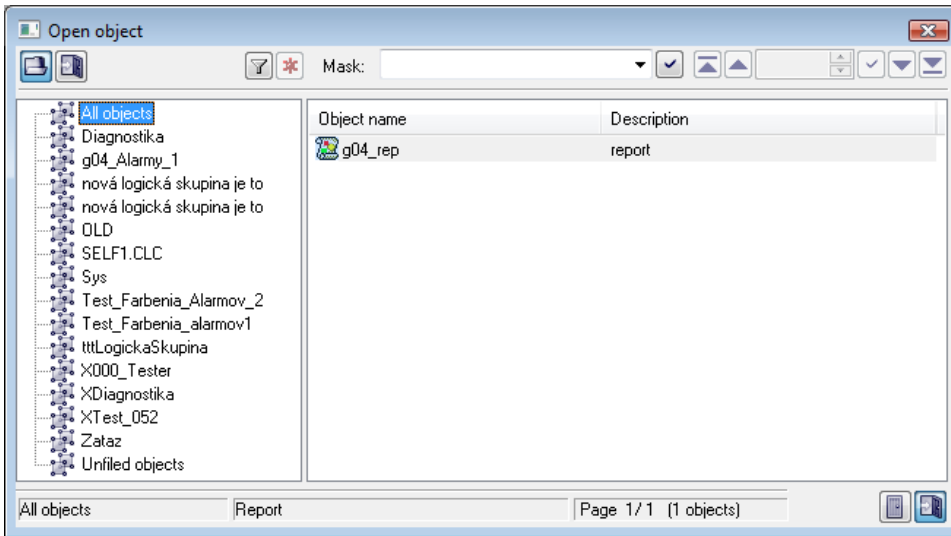 Open object
Mask:
All objects
Diagnostika
g04_Alarmy_1
nová logická skupina je to
nová logická skupina je to
OLD
SELF1.CLC
Sys
Test_Farbenia_Alarmov_2
Test_Farbenia_alarmov1
tttLogickaSkupina
X000_Tester
XDiagnostika
XTest_052
Zataz
Unfiled objects
Object name Description
g04_rep report
All objects Report Page 1/1 (1 objects)